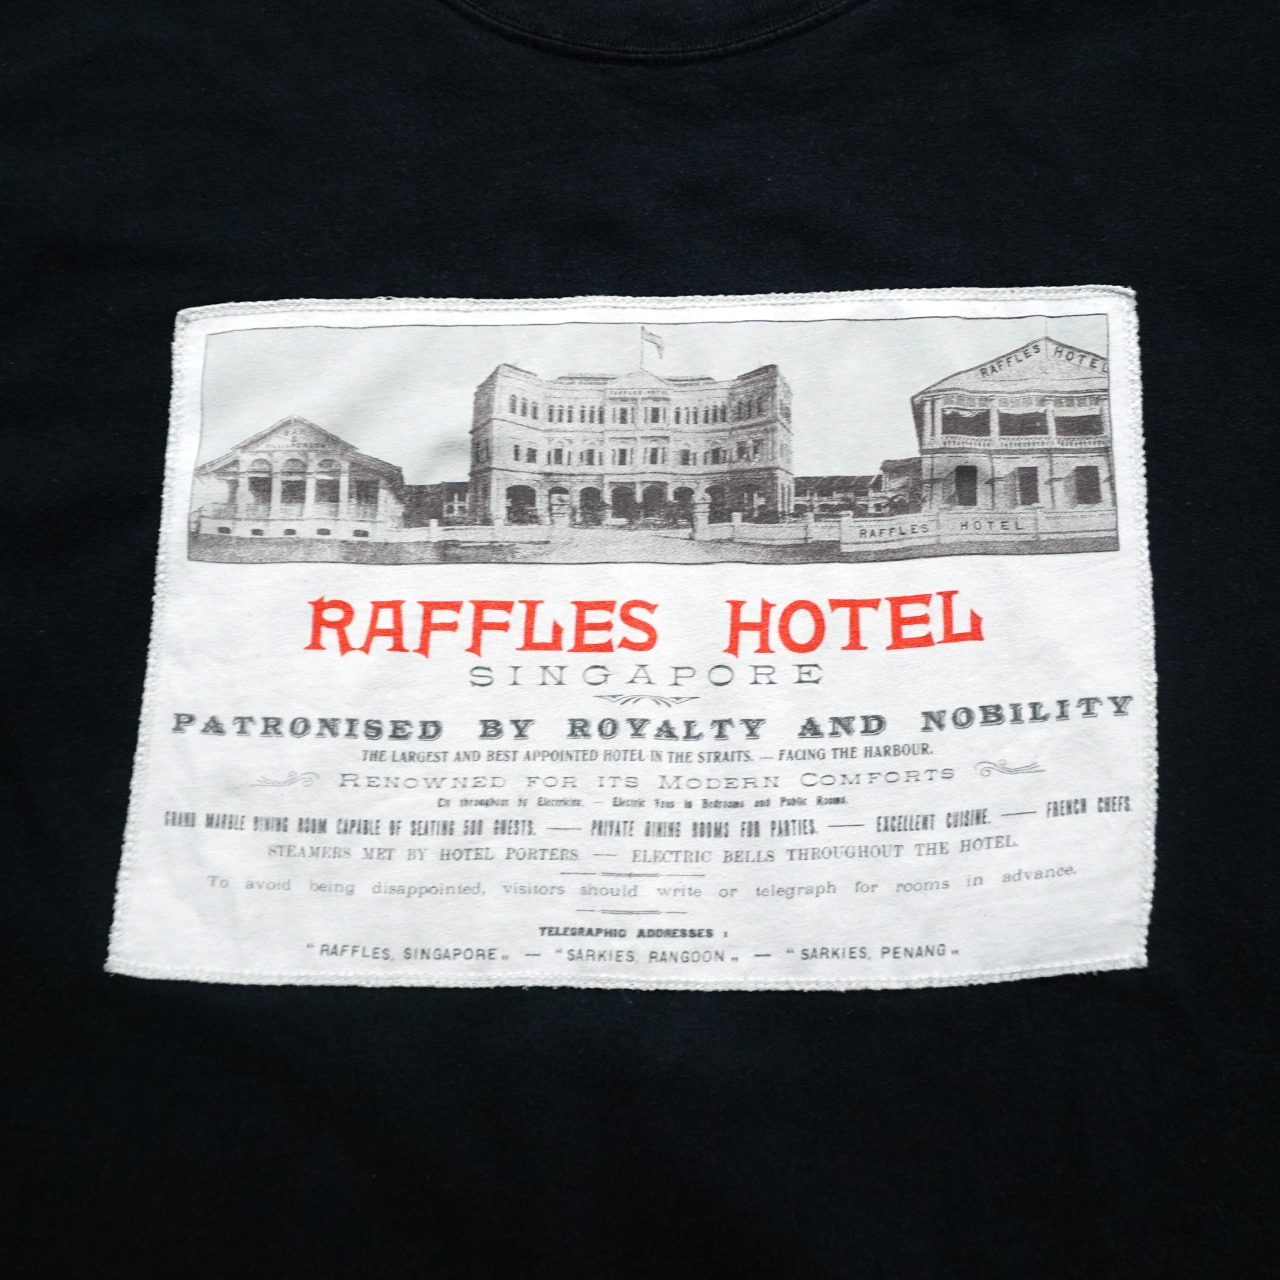 RAFFLES HOTEL
RAFFLES HOTEL
RAFFLES HOTEL
RAFFLES HOTEL
SINGAPORE
PATRONISED BY ROYALTY AND NOBILITY
THE LARGEST AND BEST APPOINTED HOTEL IN THE STRAITS. — FACING THE HARBOUR.
RENOWNED FOR ITS MODERN COMFORTS
Lit throughout by Electricity. — Electric Fans in Bedrooms and Public Rooms.
GRAND MARBLE DINING ROOM CAPABLE OF SEATING 500 GUESTS. — PRIVATE DINING ROOMS FOR PARTIES. — EXCELLENT CUISINE. — FRENCH CHEFS.
STEAMERS MET BY HOTEL PORTERS. — ELECTRIC BELLS THROUGHOUT THE HOTEL.
To avoid being disappointed, visitors should write or telegraph for rooms in advance.
TELEGRAPHIC ADDRESSES :
“RAFFLES, SINGAPORE„ — “SARKIES, RANGOON„ — “SARKIES, PENANG„